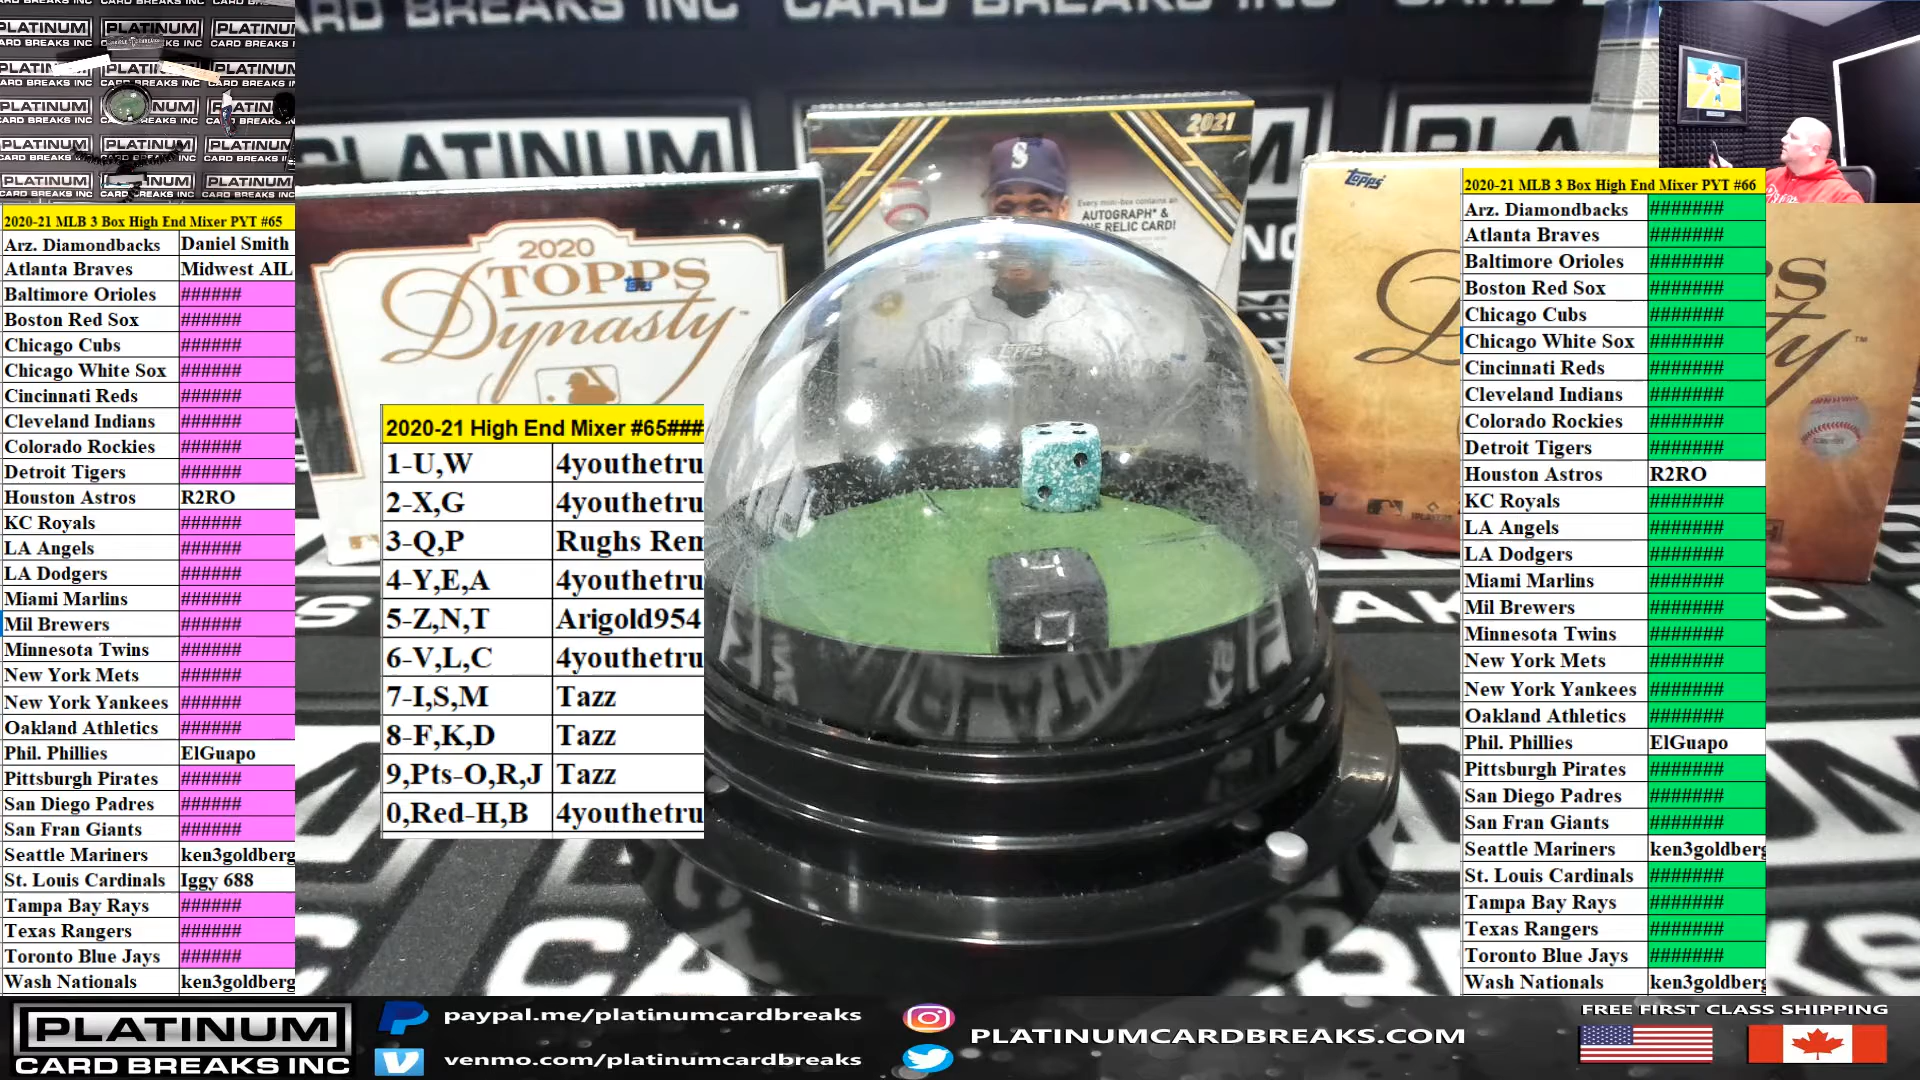 2020-21 MLB 3 Box High End Mixer PYT #65
Arz. Diamondbacks Daniel Smith
Atlanta Braves Midwest AIL
Baltimore Orioles ######
Boston Red Sox ######
Chicago Cubs ######
Chicago White Sox ######
Cincinnati Reds ######
Cleveland Indians ######
Colorado Rockies ######
Detroit Tigers ######
Houston Astros R2RO
KC Royals ######
LA Angels ######
LA Dodgers ######
Miami Marlins ######
Mil Brewers ######
Minnesota Twins ######
New York Mets ######
New York Yankees ######
Oakland Athletics ######
Phil. Phillies ElGuapo
Pittsburgh Pirates ######
San Diego Padres ######
San Fran Giants ######
Seattle Mariners ken3goldberg
St. Louis Cardinals Iggy 688
Tampa Bay Rays ######
Texas Rangers ######
Toronto Blue Jays ######
Wash Nationals ken3goldberg
2020
TOPPS
Dynasty
2020-21 High End Mixer #65###
1-U,W 4youthetru
2-X,G 4youthetru
3-Q,P Rughs Rem
4-Y,E,A 4youthetru
5-Z,N,T Arigold954
6-V,L,C 4youthetru
7-I,S,M Tazz
8-F,K,D Tazz
9,Pts-O,R,J Tazz
0,Red-H,B 4youthetru
PLATINUM
2021
S
Every mini-box contains an
AUTOGRAPH* &
ONE RELIC CARD!
Topps
2020-21 MLB 3 Box High End Mixer PYT #66
Arz. Diamondbacks #######
Atlanta Braves #######
Baltimore Orioles #######
Boston Red Sox #######
Chicago Cubs #######
Chicago White Sox #######
Cincinnati Reds #######
Cleveland Indians #######
Colorado Rockies #######
Detroit Tigers #######
Houston Astros R2RO
KC Royals #######
LA Angels #######
LA Dodgers #######
Miami Marlins #######
Mil Brewers #######
Minnesota Twins #######
New York Mets #######
New York Yankees #######
Oakland Athletics #######
Phil. Phillies ElGuapo
Pittsburgh Pirates #######
San Diego Padres #######
San Fran Giants #######
Seattle Mariners ken3goldberg
St. Louis Cardinals #######
Tampa Bay Rays #######
Texas Rangers #######
Toronto Blue Jays #######
Wash Nationals ken3goldberg
PLATINUM
CARD BREAKS INC
paypal.me/platinumcardbreaks
venmo.com/platinumcardbreaks
PLATINUMCARDBREAKS.COM
FREE FIRST CLASS SHIPPING